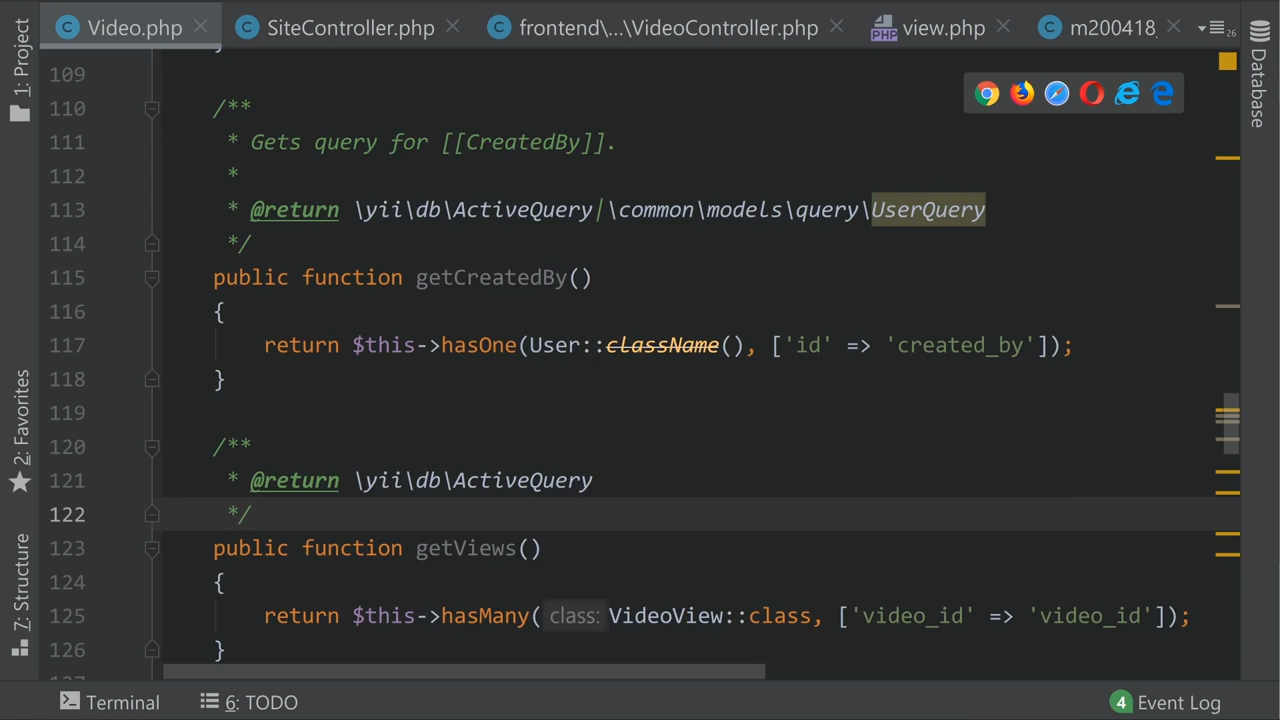 Video.php
SiteController.php
frontend\...\VideoController.php
view.php
m200418_
26
1: Project
2: Favorites
7: Structure
Database
109
110 /**
111 * Gets query for [[CreatedBy]].
112 *
113 * @return \yii\db\ActiveQuery|\common\models\query\UserQuery
114 */
115 public function getCreatedBy()
116 {
117 return $this->hasOne(User::className(), ['id' => 'created_by']);
118 }
119
120 /**
121 * @return \yii\db\ActiveQuery
122 */
123 public function getViews()
124 {
125 return $this->hasMany( class: VideoView::class, ['video_id' => 'video_id']);
126 }
Terminal
6: TODO
4 Event Log